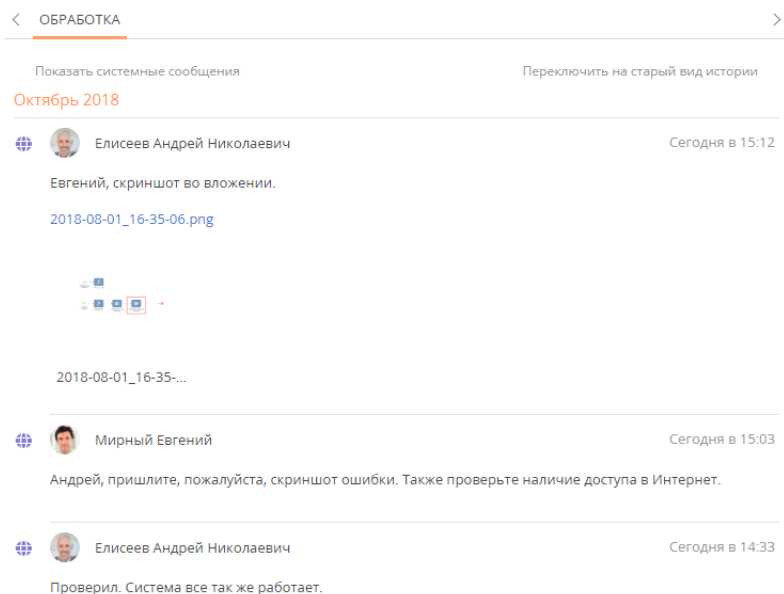 ОБРАБОТКА
Показать системные сообщения
Переключить на старый вид истории
Октябрь 2018
Елисеев Андрей Николаевич
Сегодня в 15:12
Евгений, скриншот во вложении.
2018-08-01_16-35-06.png
2018-08-01_16-35-...
Мирный Евгений
Сегодня в 15:03
Андрей, пришлите, пожалуйста, скриншот ошибки. Также проверьте наличие доступа в Интернет.
Елисеев Андрей Николаевич
Сегодня в 14:33
Проверил. Система все так же работает.